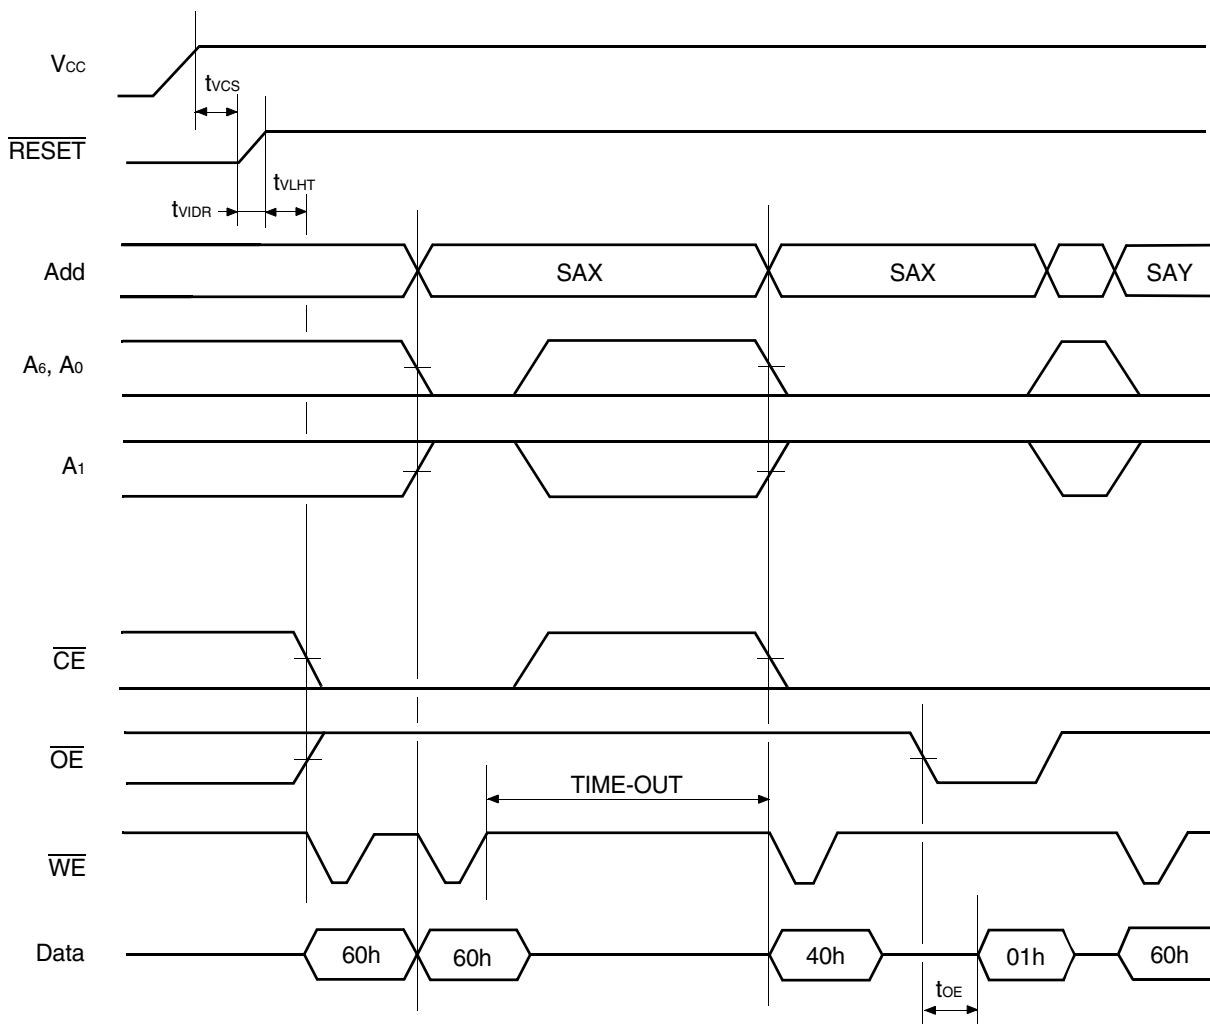 VCC
tVCS
RESET
tVLHT
tVIDR
Add SAX SAX SAY
A6, A0
A1
CE
OE
TIME-OUT
WE
Data 60h 60h 40h 01h 60h
tOE